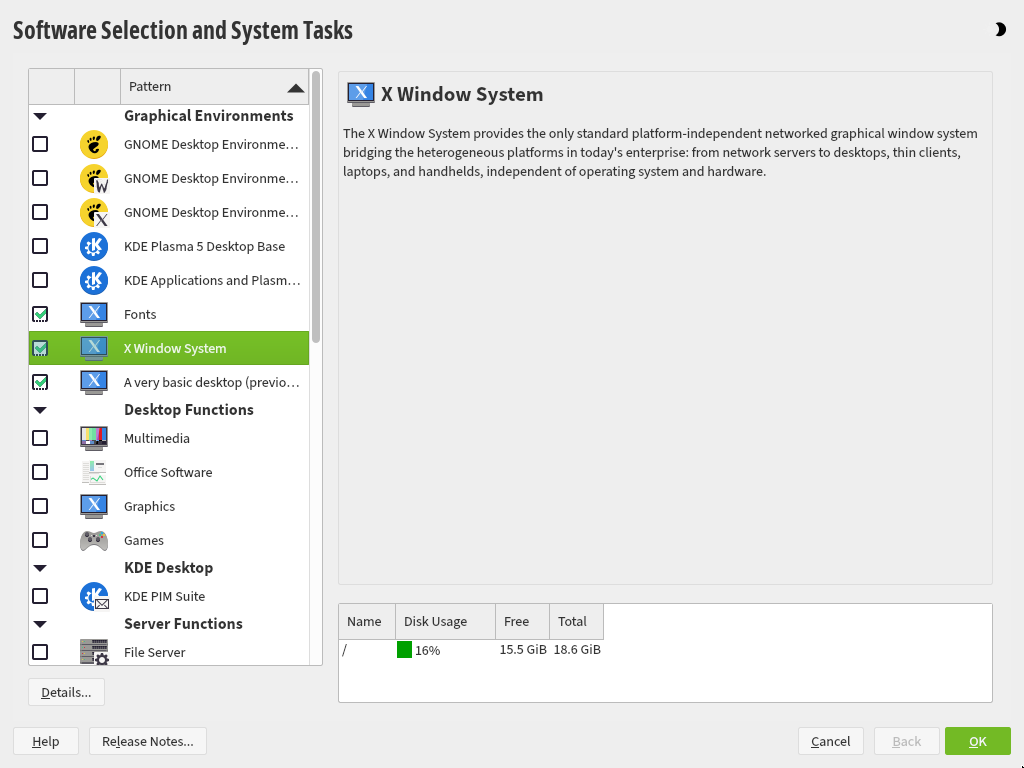 Software Selection and System Tasks
Pattern
Graphical Environments
GNOME Desktop Environme...
GNOME Desktop Environme...
GNOME Desktop Environme...
KDE Plasma 5 Desktop Base
KDE Applications and Plasm...
Fonts
X Window System
A very basic desktop (previo...
Desktop Functions
Multimedia
Office Software
Graphics
Games
KDE Desktop
KDE PIM Suite
Server Functions
File Server
Details...
X Window System
The X Window System provides the only standard platform-independent networked graphical window system
bridging the heterogeneous platforms in today's enterprise: from network servers to desktops, thin clients,
laptops, and handhelds, independent of operating system and hardware.
Name Disk Usage Free Total
/ 16% 15.5 GiB 18.6 GiB
Help Release Notes... Cancel Back OK